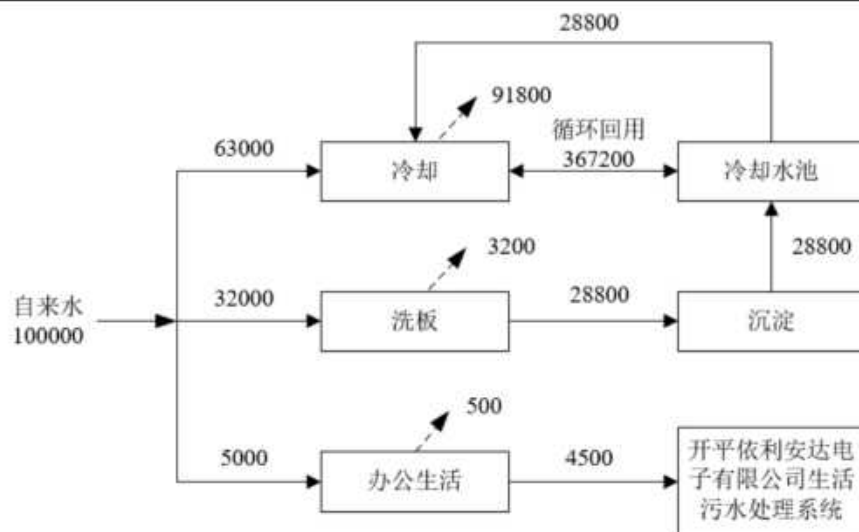 28800
91800
63000
循环回用
冷却
367200
冷却水池
3200
28800
自来水
100000
32000
洗板
28800
沉淀
500
5000
办公生活
4500
开平依利安达电
子有限公司生活
污水处理系统